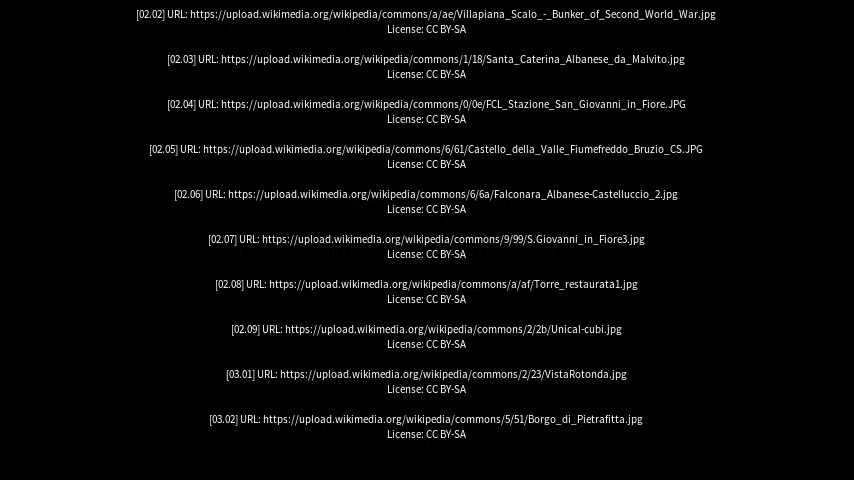 [02.02] URL: https://upload.wikimedia.org/wikipedia/commons/a/ae/Villapiana_Scalo_-_Bunker_of_Second_World_War.jpg
License: CC BY-SA
[02.03] URL: https://upload.wikimedia.org/wikipedia/commons/1/18/Santa_Caterina_Albanese_da_Malvito.jpg
License: CC BY-SA
[02.04] URL: https://upload.wikimedia.org/wikipedia/commons/0/0e/FCL_Stazione_San_Giovanni_in_Fiore.JPG
License: CC BY-SA
[02.05] URL: https://upload.wikimedia.org/wikipedia/commons/6/61/Castello_della_Valle_Fiumefreddo_Bruzio_CS.JPG
License: CC BY-SA
[02.06] URL: https://upload.wikimedia.org/wikipedia/commons/6/6a/Falconara_Albanese-Castelluccio_2.jpg
License: CC BY-SA
[02.07] URL: https://upload.wikimedia.org/wikipedia/commons/9/99/S.Giovanni_in_Fiore3.jpg
License: CC BY-SA
[02.08] URL: https://upload.wikimedia.org/wikipedia/commons/a/af/Torre_restaurata1.jpg
License: CC BY-SA
[02.09] URL: https://upload.wikimedia.org/wikipedia/commons/2/2b/Unical-cubi.jpg
License: CC BY-SA
[03.01] URL: https://upload.wikimedia.org/wikipedia/commons/2/23/VistaRotonda.jpg
License: CC BY-SA
[03.02] URL: https://upload.wikimedia.org/wikipedia/commons/5/51/Borgo_di_Pietrafitta.jpg
License: CC BY-SA